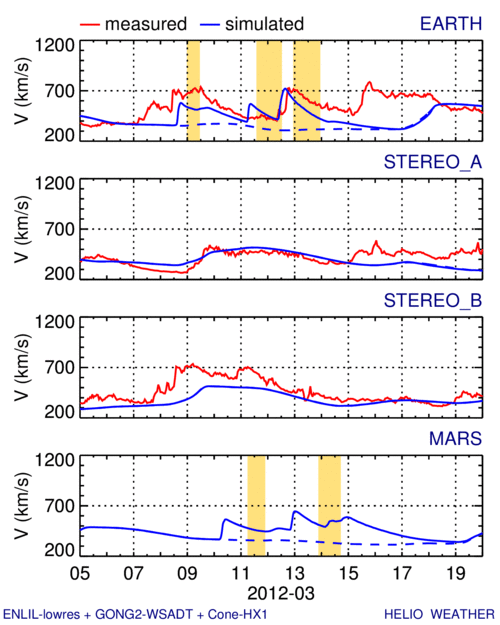 measured simulated EARTH
1200
700
200
V (km/s)
STEREO_A
1200
700
200
V (km/s)
STEREO_B
1200
700
200
V (km/s)
MARS
1200
700
200
V (km/s)
05 07 09 11 13 15 17 19
2012-03
ENLIL-lowres + GONG2-WSADT + Cone-HX1 HELIO WEATHER